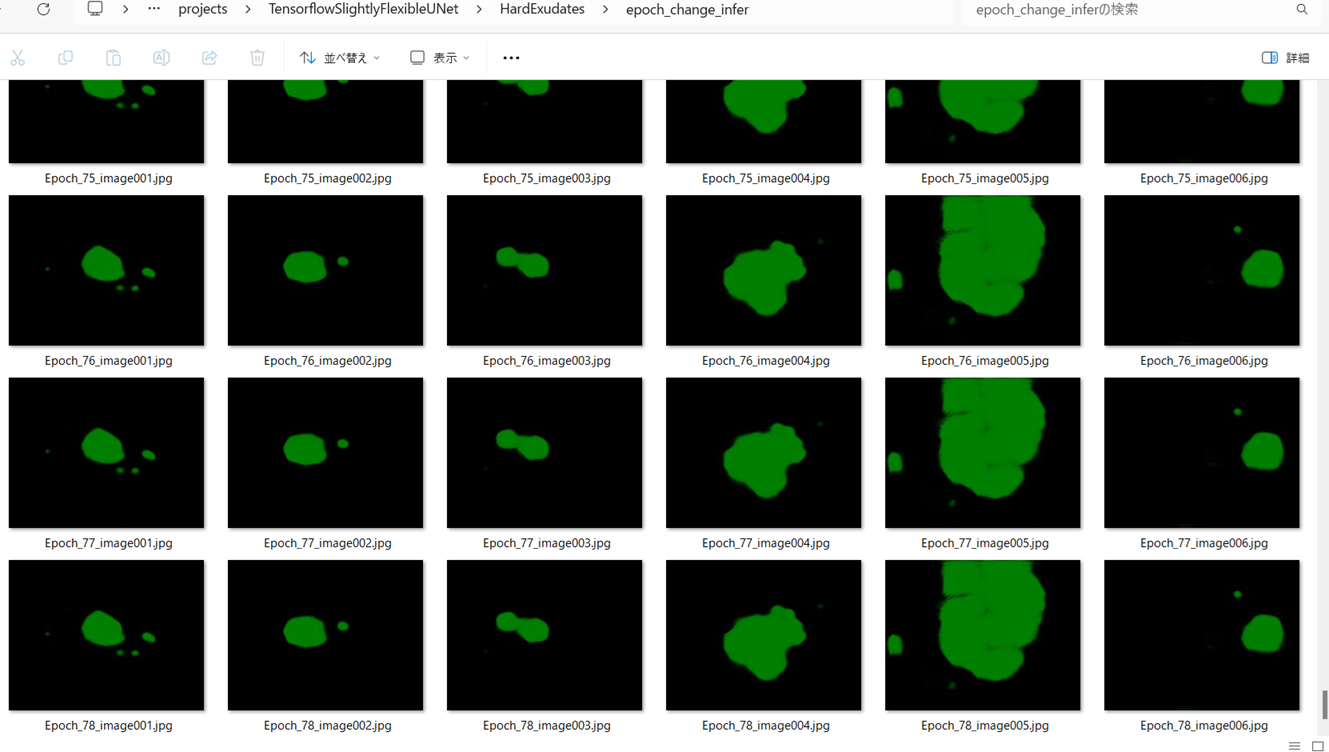 … projects > TensorflowSlightlyFlexibleUNet > HardExudates > epoch_change_infer epoch_change_inferの検索
並べ替え 表示 … 詳細
Epoch_75_image001.jpg Epoch_75_image002.jpg Epoch_75_image003.jpg Epoch_75_image004.jpg Epoch_75_image005.jpg Epoch_75_image006.jpg
Epoch_76_image001.jpg Epoch_76_image002.jpg Epoch_76_image003.jpg Epoch_76_image004.jpg Epoch_76_image005.jpg Epoch_76_image006.jpg
Epoch_77_image001.jpg Epoch_77_image002.jpg Epoch_77_image003.jpg Epoch_77_image004.jpg Epoch_77_image005.jpg Epoch_77_image006.jpg
Epoch_78_image001.jpg Epoch_78_image002.jpg Epoch_78_image003.jpg Epoch_78_image004.jpg Epoch_78_image005.jpg Epoch_78_image006.jpg